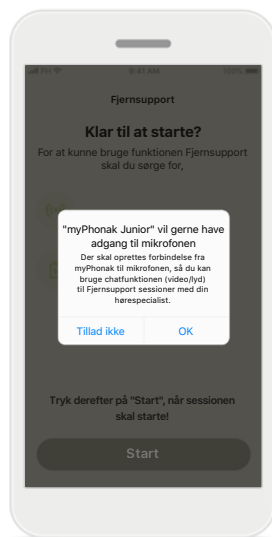 9:41 AM
100%
Fjernsupport
Klar til at starte?
For at kunne bruge funktionen Fjernsupport
skal du sørge for,
"myPhonak Junior" vil gerne have
adgang til mikrofonen
Der skal oprettes forbindelse fra
myPhonak til mikrofonen, så du kan
bruge chatfunktionen (video/lyd)
til Fjernsupport sessioner med din
hørespecialist.
Tillad ikke
OK
Tryk derefter på "Start", når sessionen
skal starte!
Start